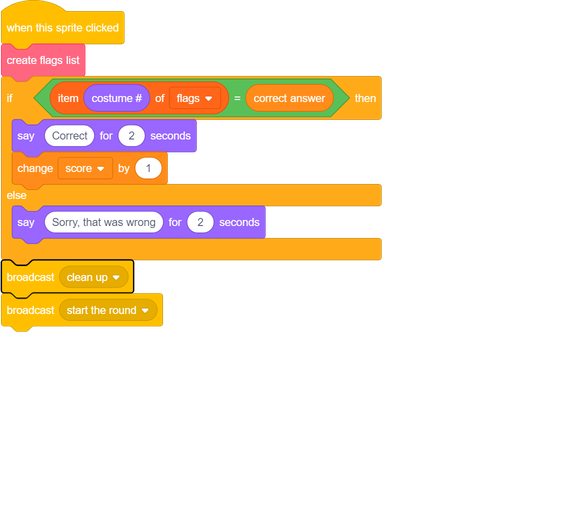 when this sprite clicked
create flags list
if item costume # of flags = correct answer then
say Correct for 2 seconds
change score by 1
else
say Sorry, that was wrong for 2 seconds
broadcast clean up
broadcast start the round